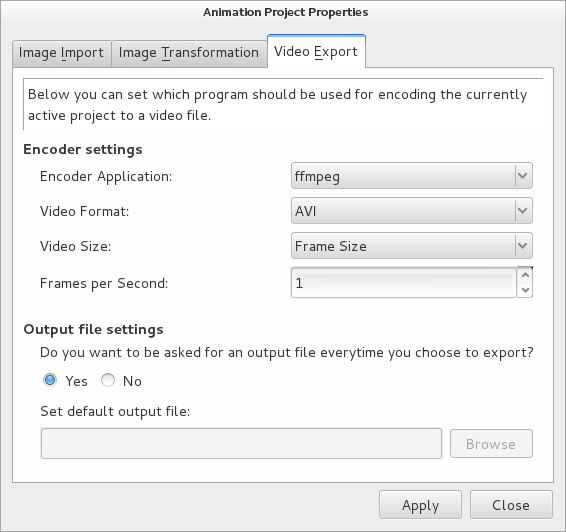 Animation Project Properties
Image Import
Image Transformation
Video Export
Below you can set which program should be used for encoding the currently
active project to a video file.
Encoder settings
Encoder Application:
ffmpeg
Video Format:
AVI
Video Size:
Frame Size
Frames per Second:
1
Output file settings
Do you want to be asked for an output file everytime you choose to export?
Yes
No
Set default output file:
Browse
Apply
Close